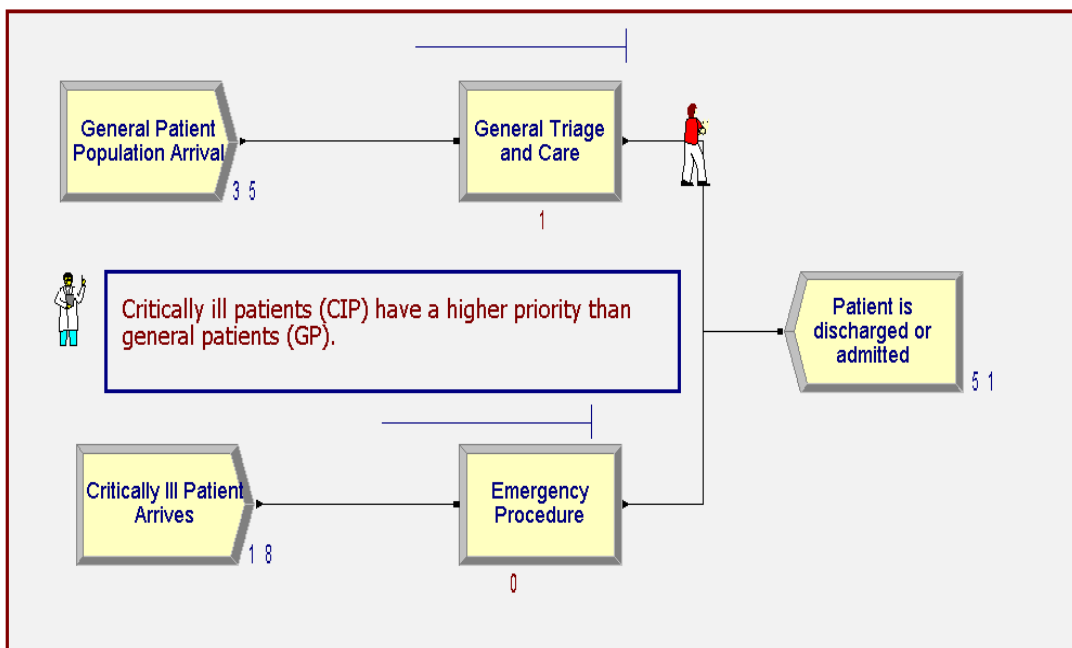 General Patient
Population Arrival
3 5
General Triage
and Care
1
Critically ill patients (CIP) have a higher priority than
general patients (GP).
Patient is
discharged or
admitted
5 1
Critically Ill Patient
Arrives
1 8
Emergency
Procedure
0